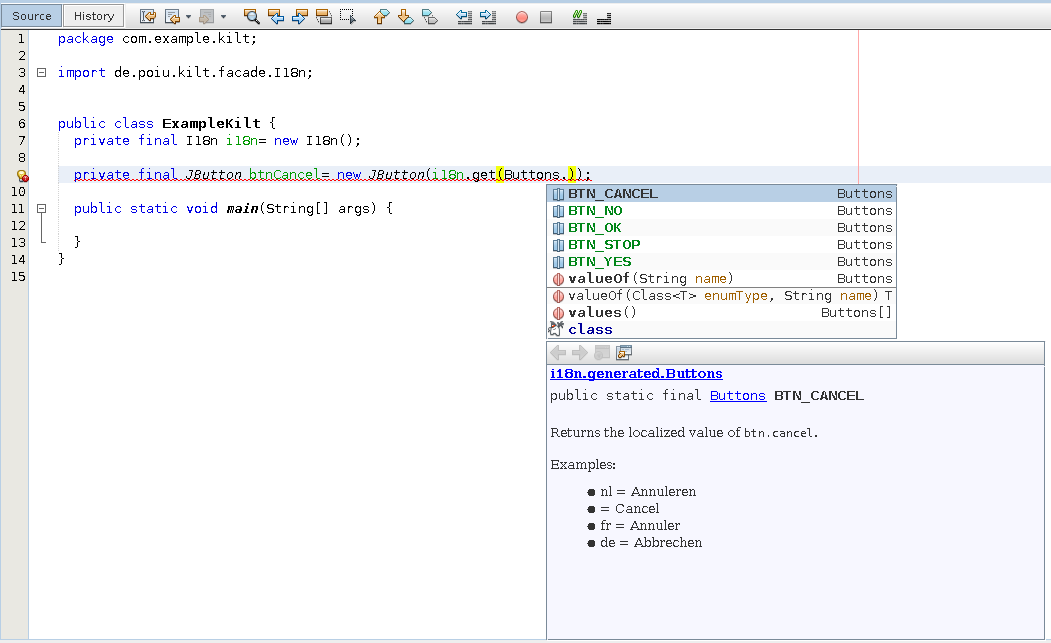 Source History
1 package com.example.kilt;
2
3 import de.poiu.kilt.facade.I18n;
4
5
6 public class ExampleKilt {
7 private final I18n i18n= new I18n();
8
private final JButton btnCancel= new JButton(i18n.get(Buttons.));
10
11 public static void main(String[] args) {
12
13 }
14 }
15
BTN_CANCEL Buttons
BTN_NO Buttons
BTN_OK Buttons
BTN_STOP Buttons
BTN_YES Buttons
valueOf(String name) Buttons
valueOf(Class<T> enumType, String name) T
values() Buttons[]
class
i18n.generated.Buttons
public static final Buttons BTN_CANCEL
Returns the localized value of btn.cancel.
Examples:
● nl = Annuleren
● = Cancel
● fr = Annuler
● de = Abbrechen